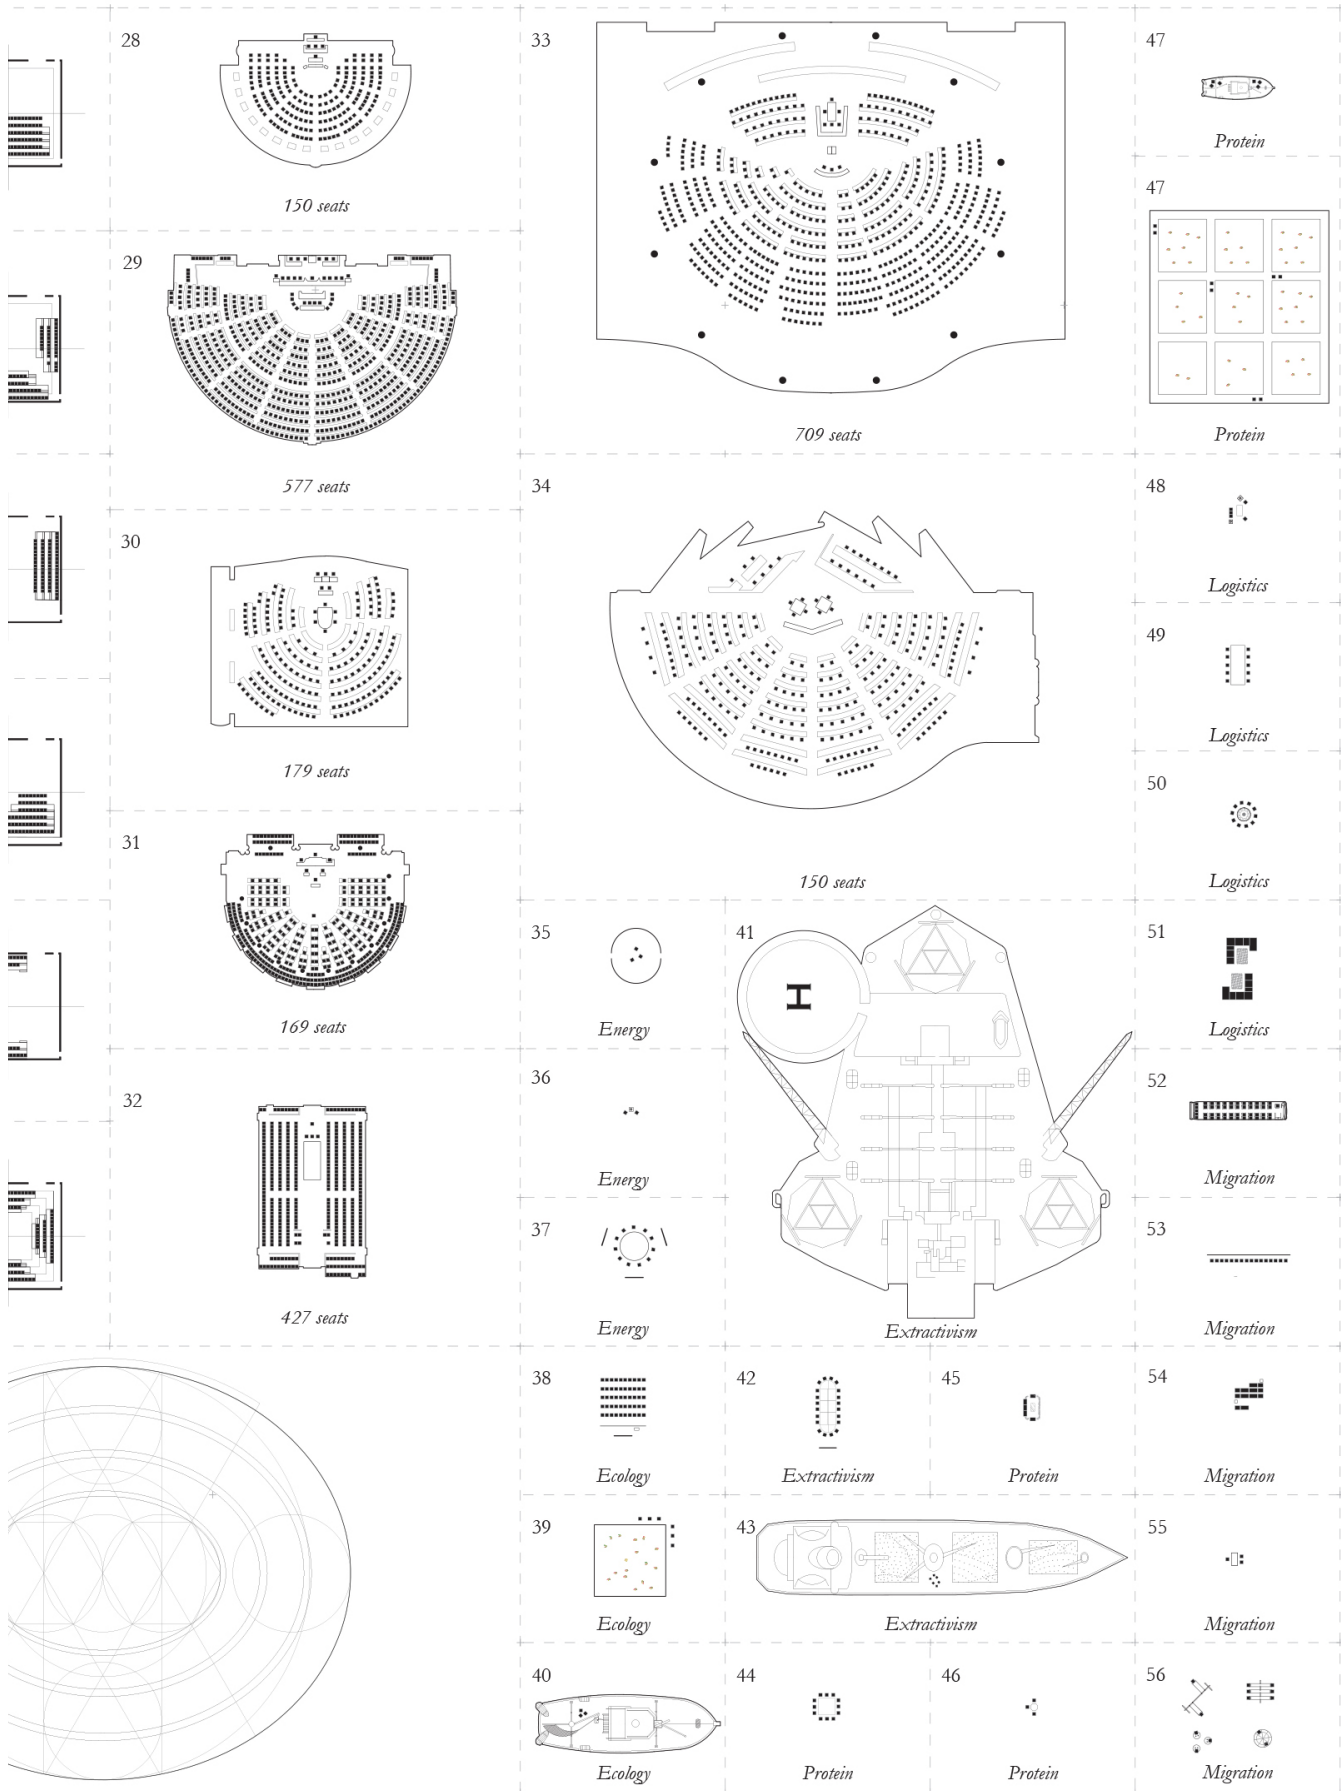 28
150 seats
29
577 seats
30
179 seats
31
169 seats
32
427 seats
33
709 seats
34
150 seats
35
Energy
36
Energy
37
Energy
38
Ecology
39
Ecology
40
Ecology
41
H
Extractivism
42
Extractivism
43
Extractivism
44
Protein
45
Protein
46
Protein
47
Protein
47
Protein
48
Logistics
49
Logistics
50
Logistics
51
Logistics
52
Migration
53
Migration
54
Migration
55
Migration
56
Migration